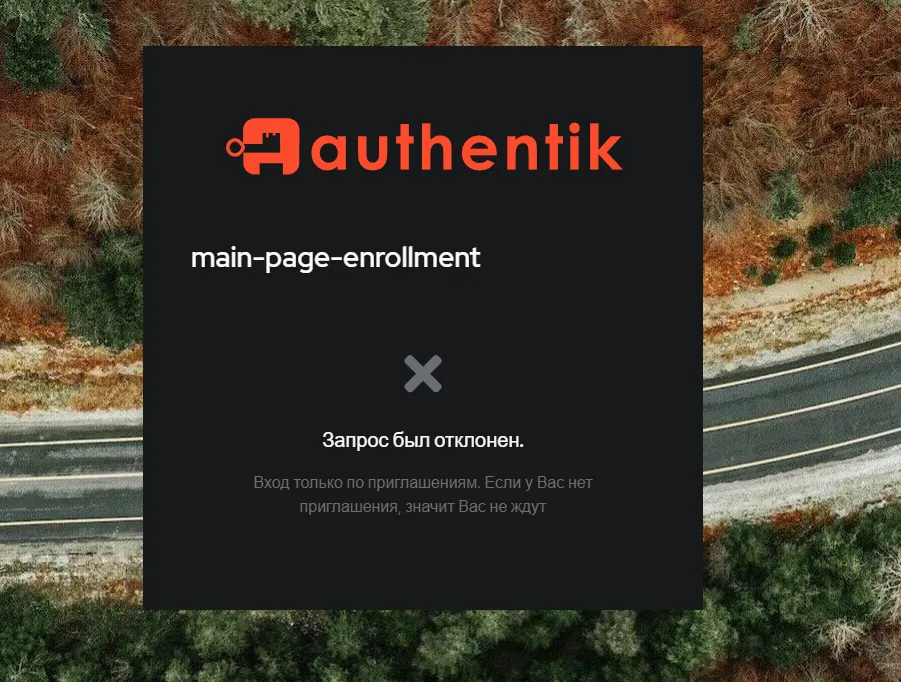 authentik
main-page-enrollment
Запрос был отклонен.
Вход только по приглашениям. Если у Вас нет
приглашения, значит Вас не ждут